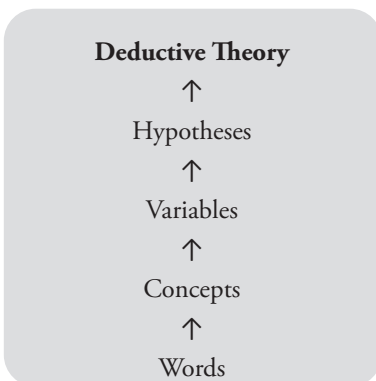 Deductive Theory
↑
Hypotheses
↑
Variables
↑
Concepts
↑
Words